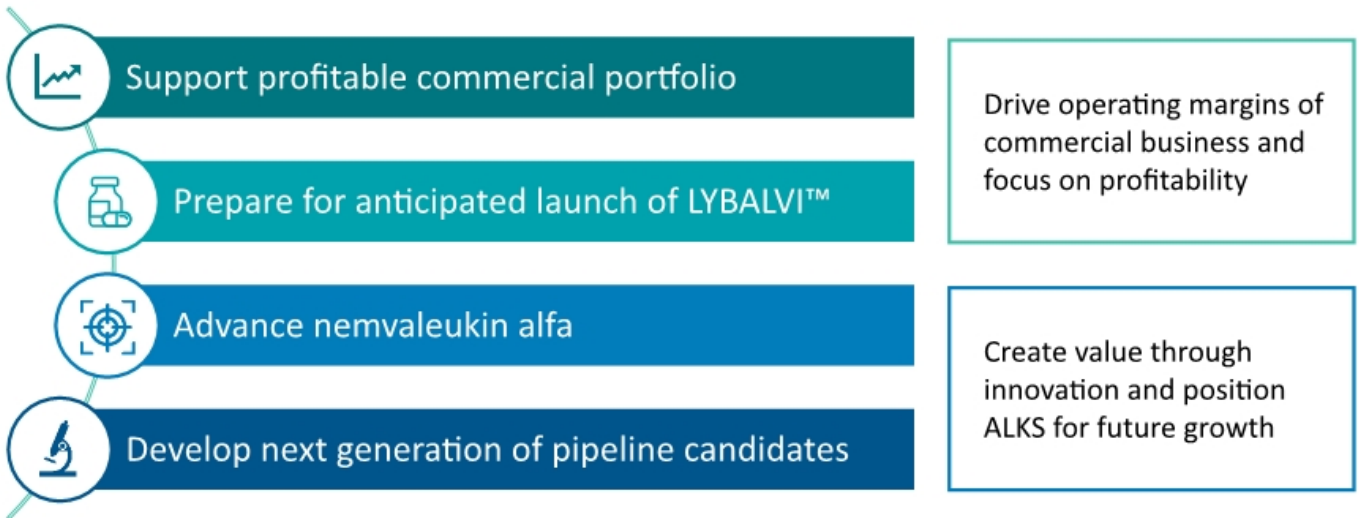 Support profitable commercial portfolio
Prepare for anticipated launch of LYBALVI™
Drive operating margins of
commercial business and
focus on profitability
Advance nemvaleukin alfa
Develop next generation of pipeline candidates
Create value through
innovation and position
ALKS for future growth